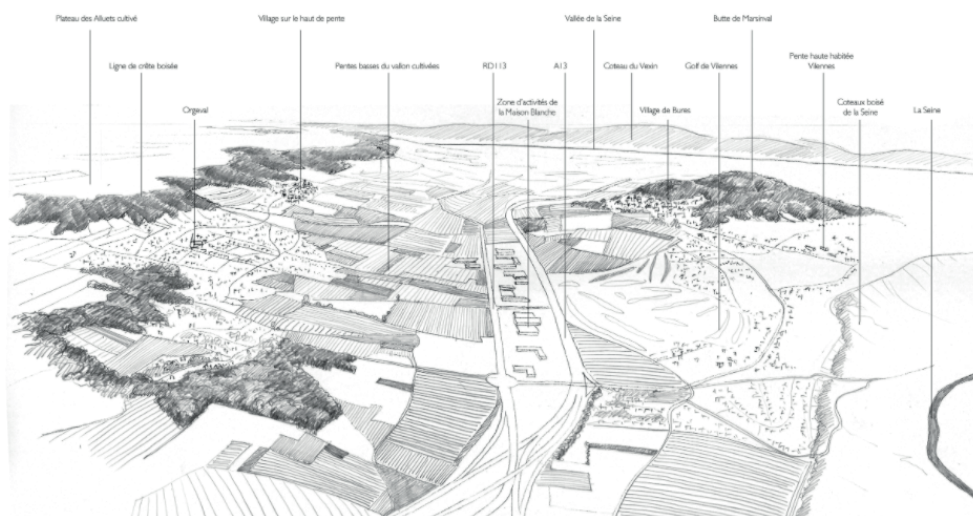 Plateau des Alluets cultivé
Village sur le haut de pente
Vallée de la Seine
Butte de Marsinval
Ligne de crête boisée
Pentes basses du vallon cultivées
RD113
A13
Coteau du Vexin
Golf de Vilennes
Pente haute habitée
Vilennes
Orgeval
Zone d'activités de
la Maison Blanche
Village de Bures
Coteaux boisé
de la Seine
La Seine